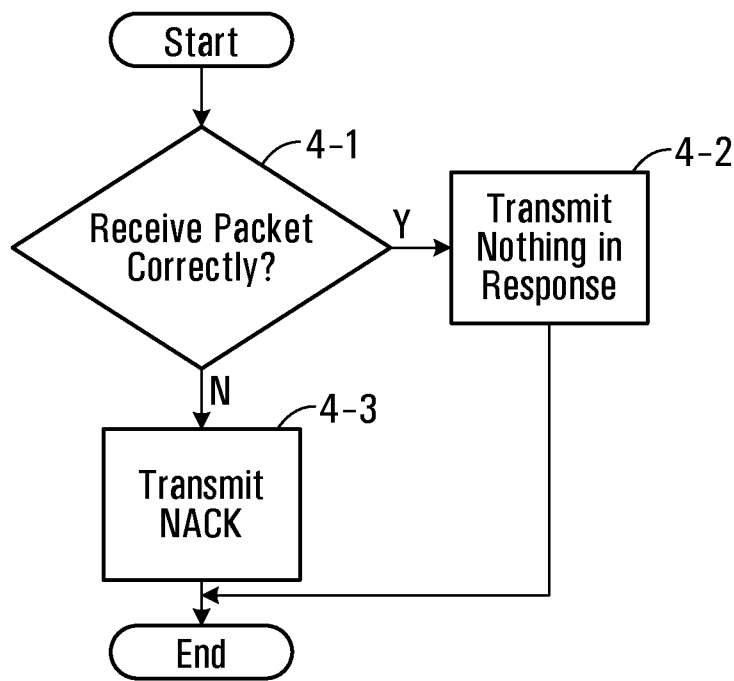 Start
4-1
Receive Packet
Correctly?
Y
4-2
Transmit
Nothing in
Response
N
4-3
Transmit
NACK
End